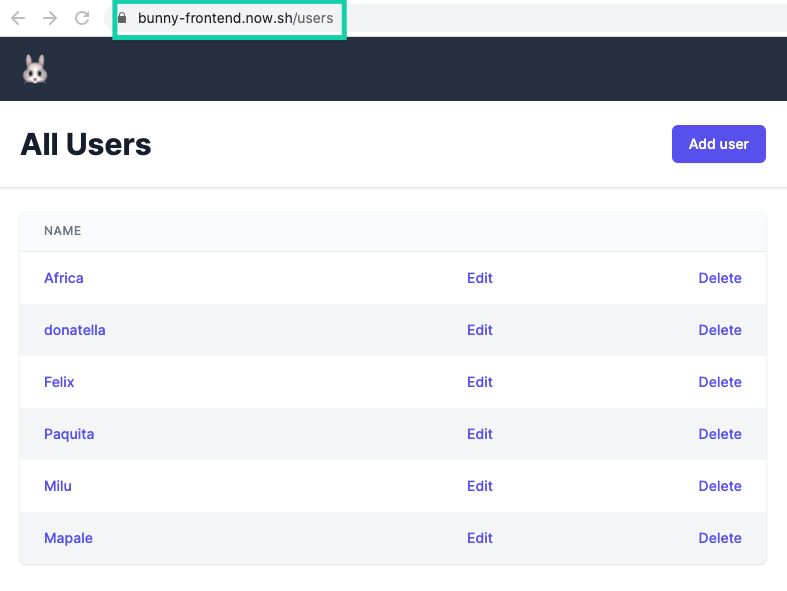 bunny-frontend.now.sh/users
All Users
Add user
NAME
Africa Edit Delete
donatella Edit Delete
Felix Edit Delete
Paquita Edit Delete
Milu Edit Delete
Mapale Edit Delete